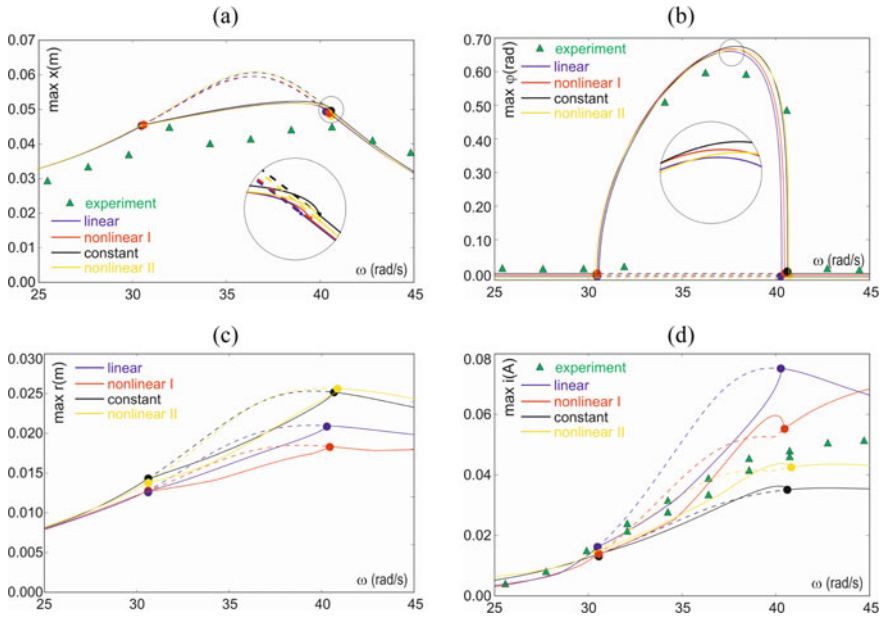 (a)
max x(m)
0.07
0.06
0.05
0.04
0.03
0.02
0.01
0.00
25
30
35
40
45
experiment
linear
nonlinear I
constant
nonlinear II
ω (rad/s)
(b)
max φ(rad)
0.70
0.60
0.50
0.40
0.30
0.20
0.10
0.00
25
30
35
40
45
experiment
linear
nonlinear I
constant
nonlinear II
ω (rad/s)
(c)
max r(m)
0.030
0.025
0.020
0.015
0.010
0.005
0.000
25
30
35
40
45
linear
nonlinear I
constant
nonlinear II
ω (rad/s)
(d)
max i(A)
0.08
0.06
0.04
0.02
0.00
25
30
35
40
45
experiment
linear
nonlinear I
constant
nonlinear II
ω (rad/s)